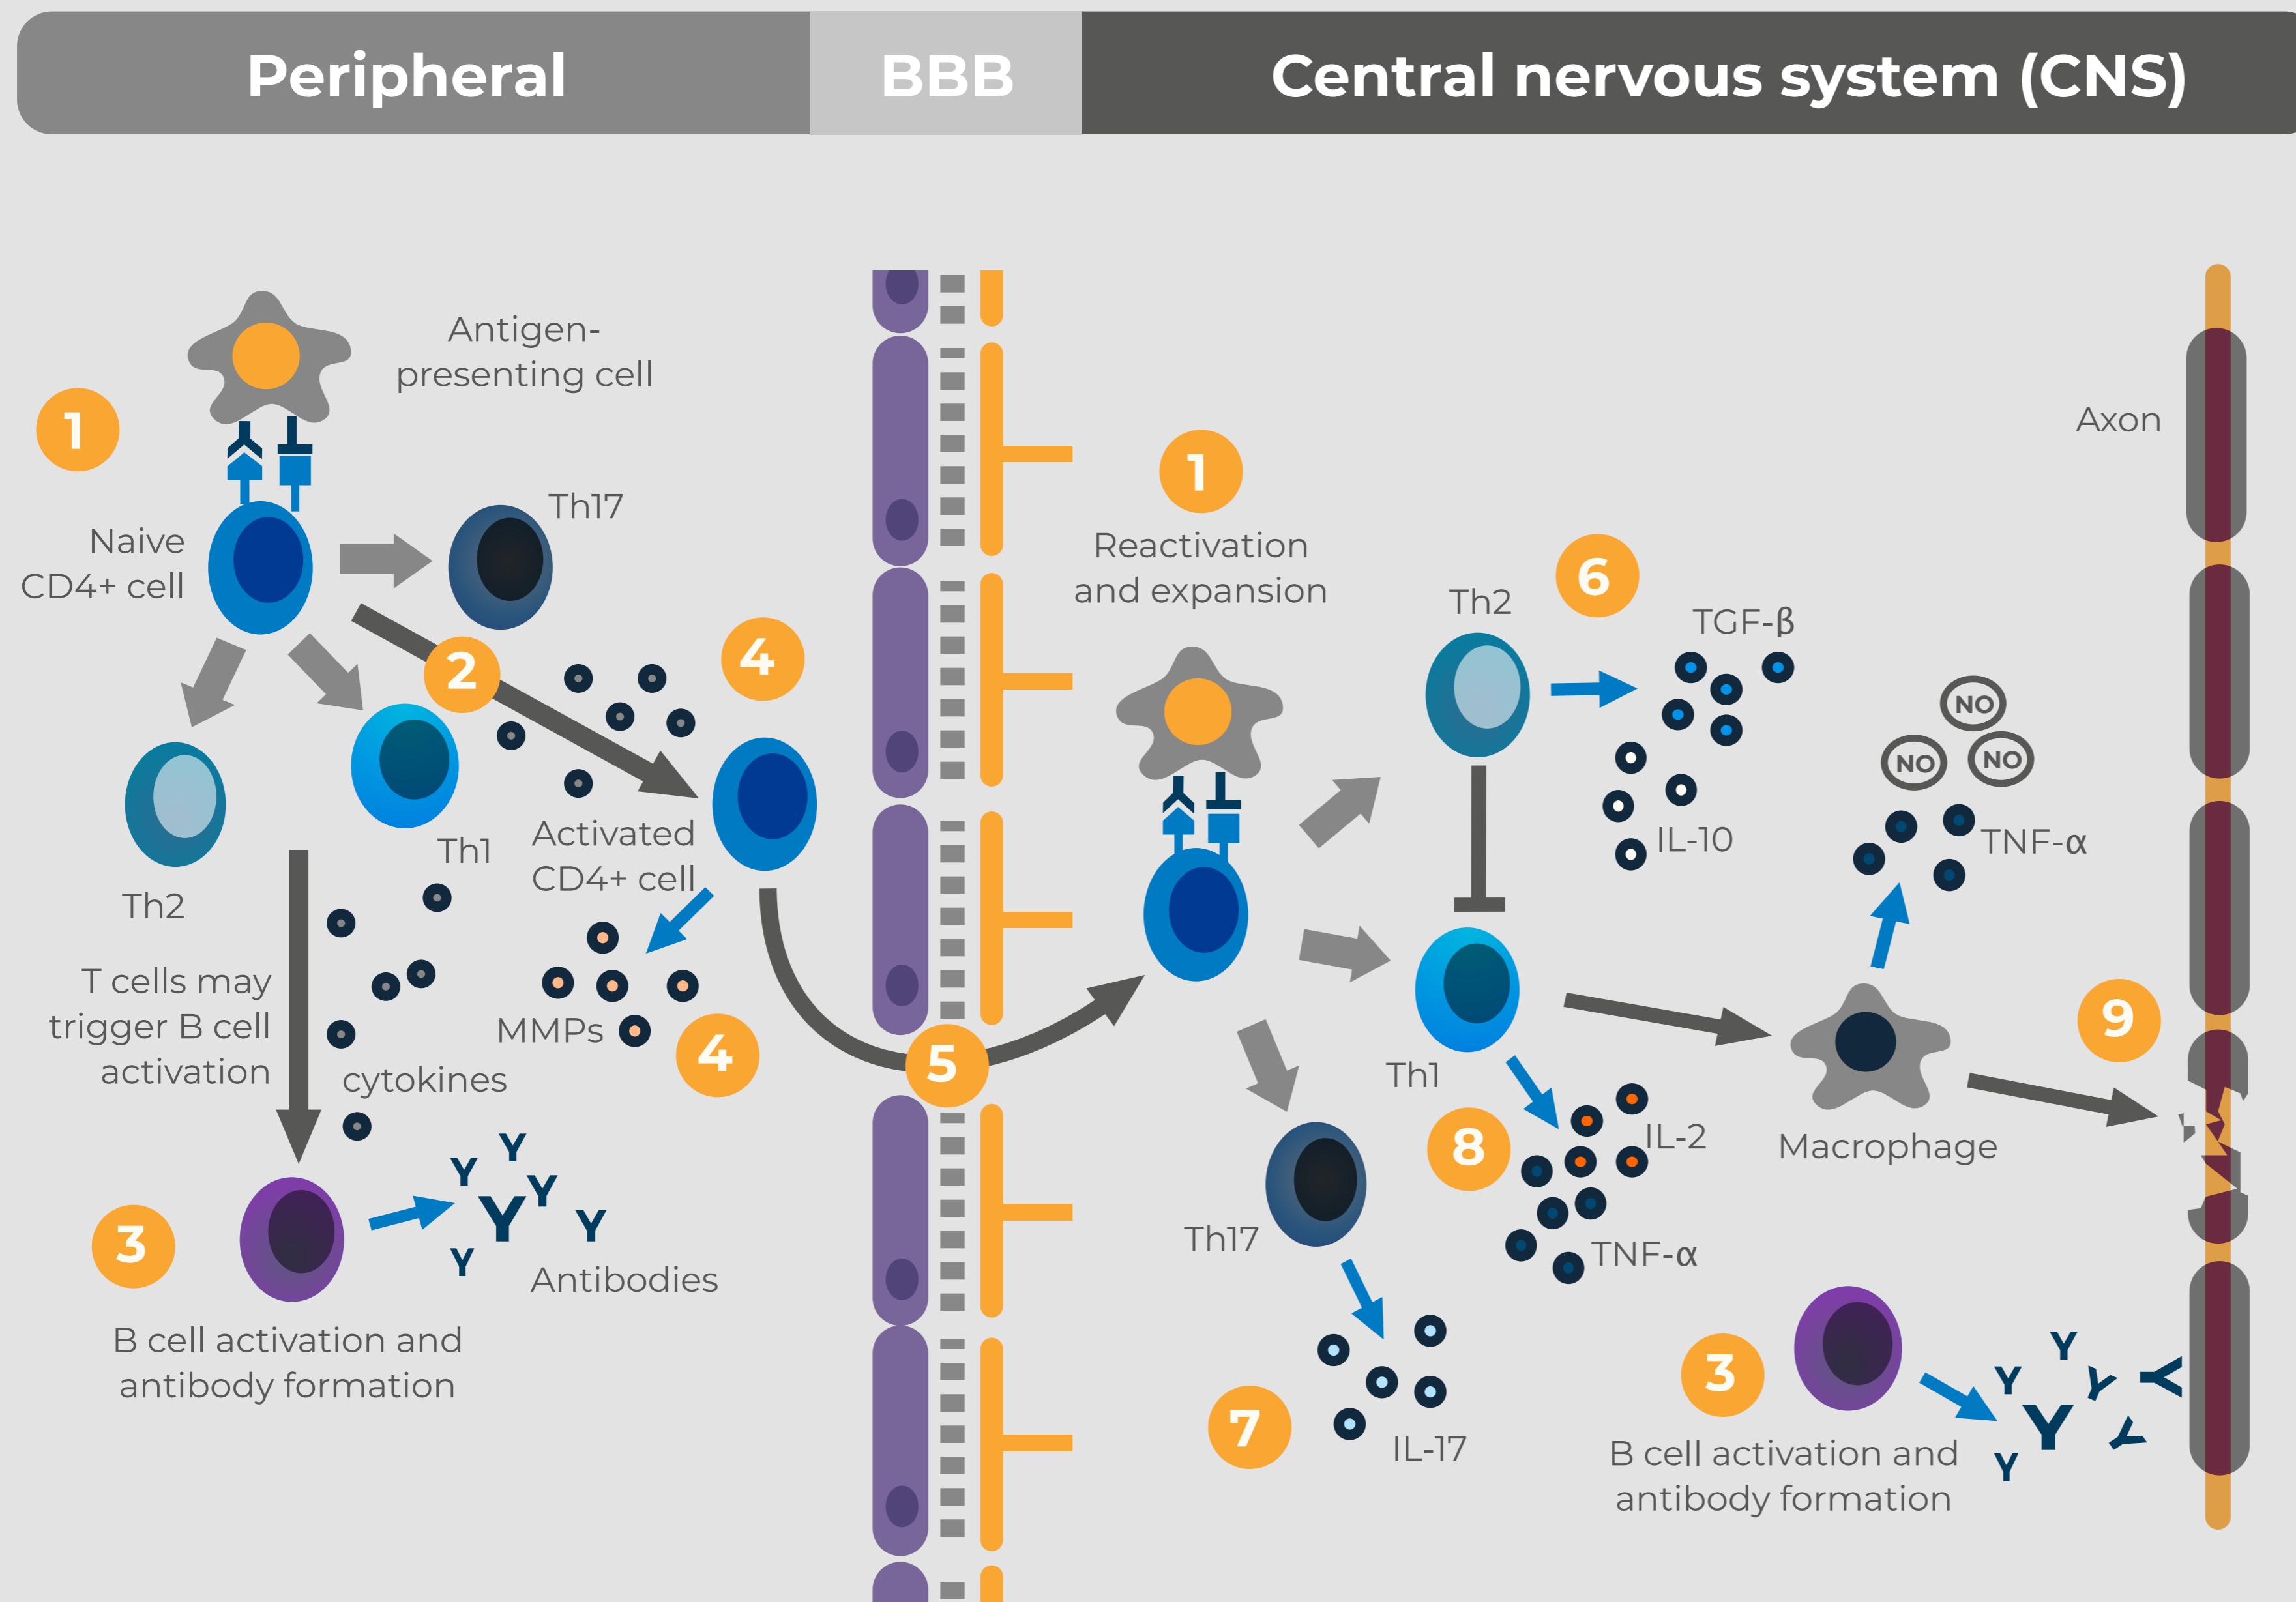 Peripheral
BBB
Central nervous system (CNS)
Antigen-
presenting cell
1
Naive
CD4+ cell
Th17
2
4
Th2
Th1
Activated
CD4+ cell
T cells may
trigger B cell
activation
cytokines
MMPs
4
5
3
Y
Y
Y
Y
Y
Y
Antibodies
B cell activation and
antibody formation
1
Reactivation
and expansion
Th2
6
TGF-β
IL-10
NO
NO
NO
TNF-α
Axon
Th1
8
IL-2
TNF-α
Macrophage
9
Th17
7
IL-17
3
Y
Y
Y
Y
Y
Y
Y
B cell activation and
antibody formation